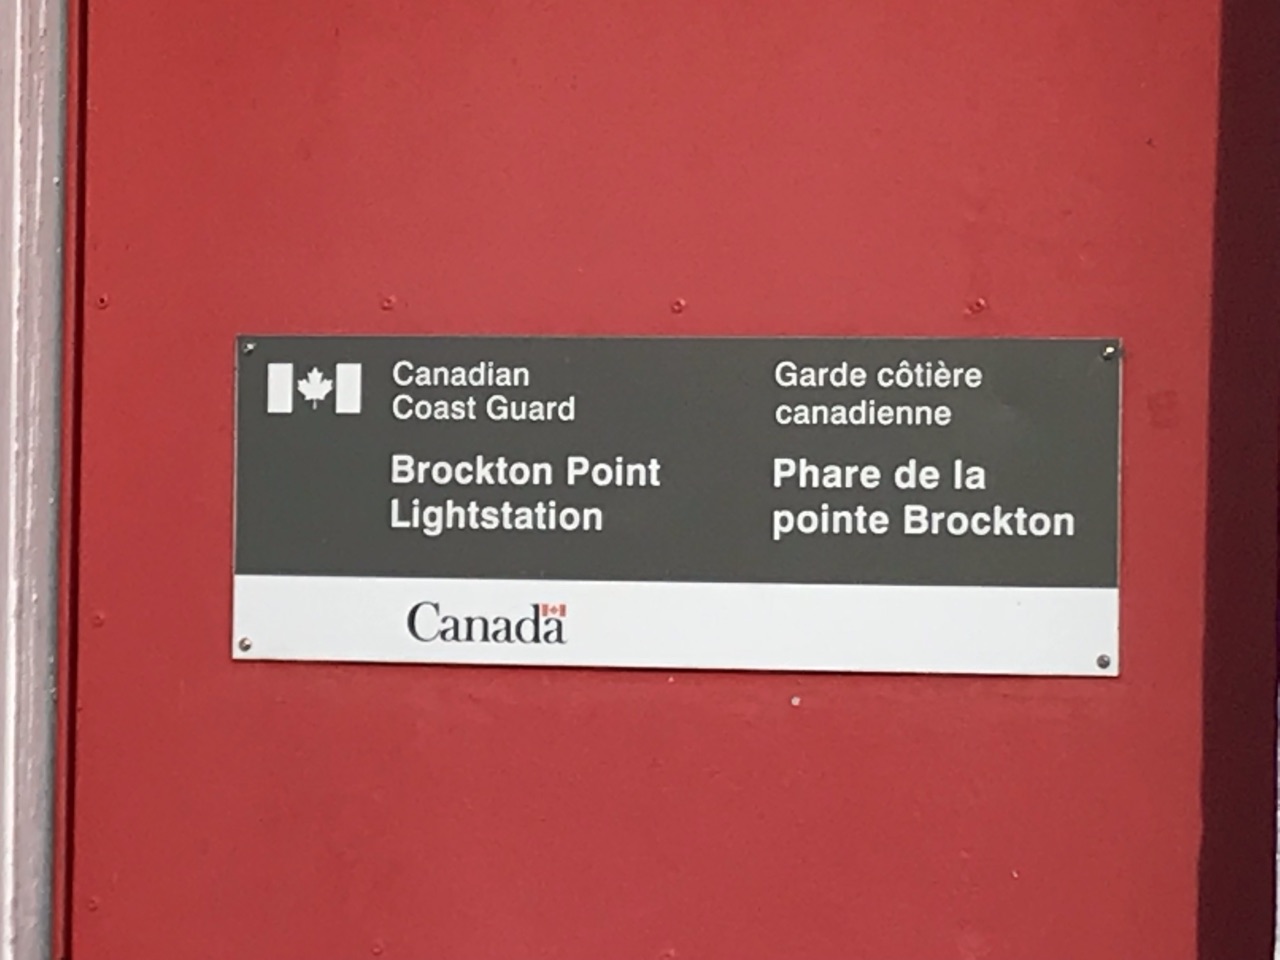 Canadian
Coast Guard
Brockton Point
Lightstation
Garde côtière
canadienne
Phare de la
pointe Brockton
Canada